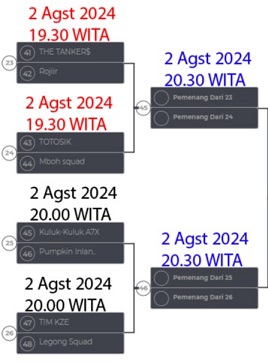 2 Agst 2024
19.30 WITA
23
41 THE TANKER$
42 Rojiir
2 Agst 2024
20.30 WITA
45
Pemenang Dari 23
Pemenang Dari 24
2 Agst 2024
19.30 WITA
24
43 TOTOSIK
44 Mboh squad
2 Agst 2024
20.00 WITA
25
45 Kuluk-Kuluk A7X
46 Pumpkin Inlan..
2 Agst 2024
20.30 WITA
46
Pemenang Dari 25
Pemenang Dari 26
2 Agst 2024
20.00 WITA
26
47 TIM KZE
48 Legong Squad